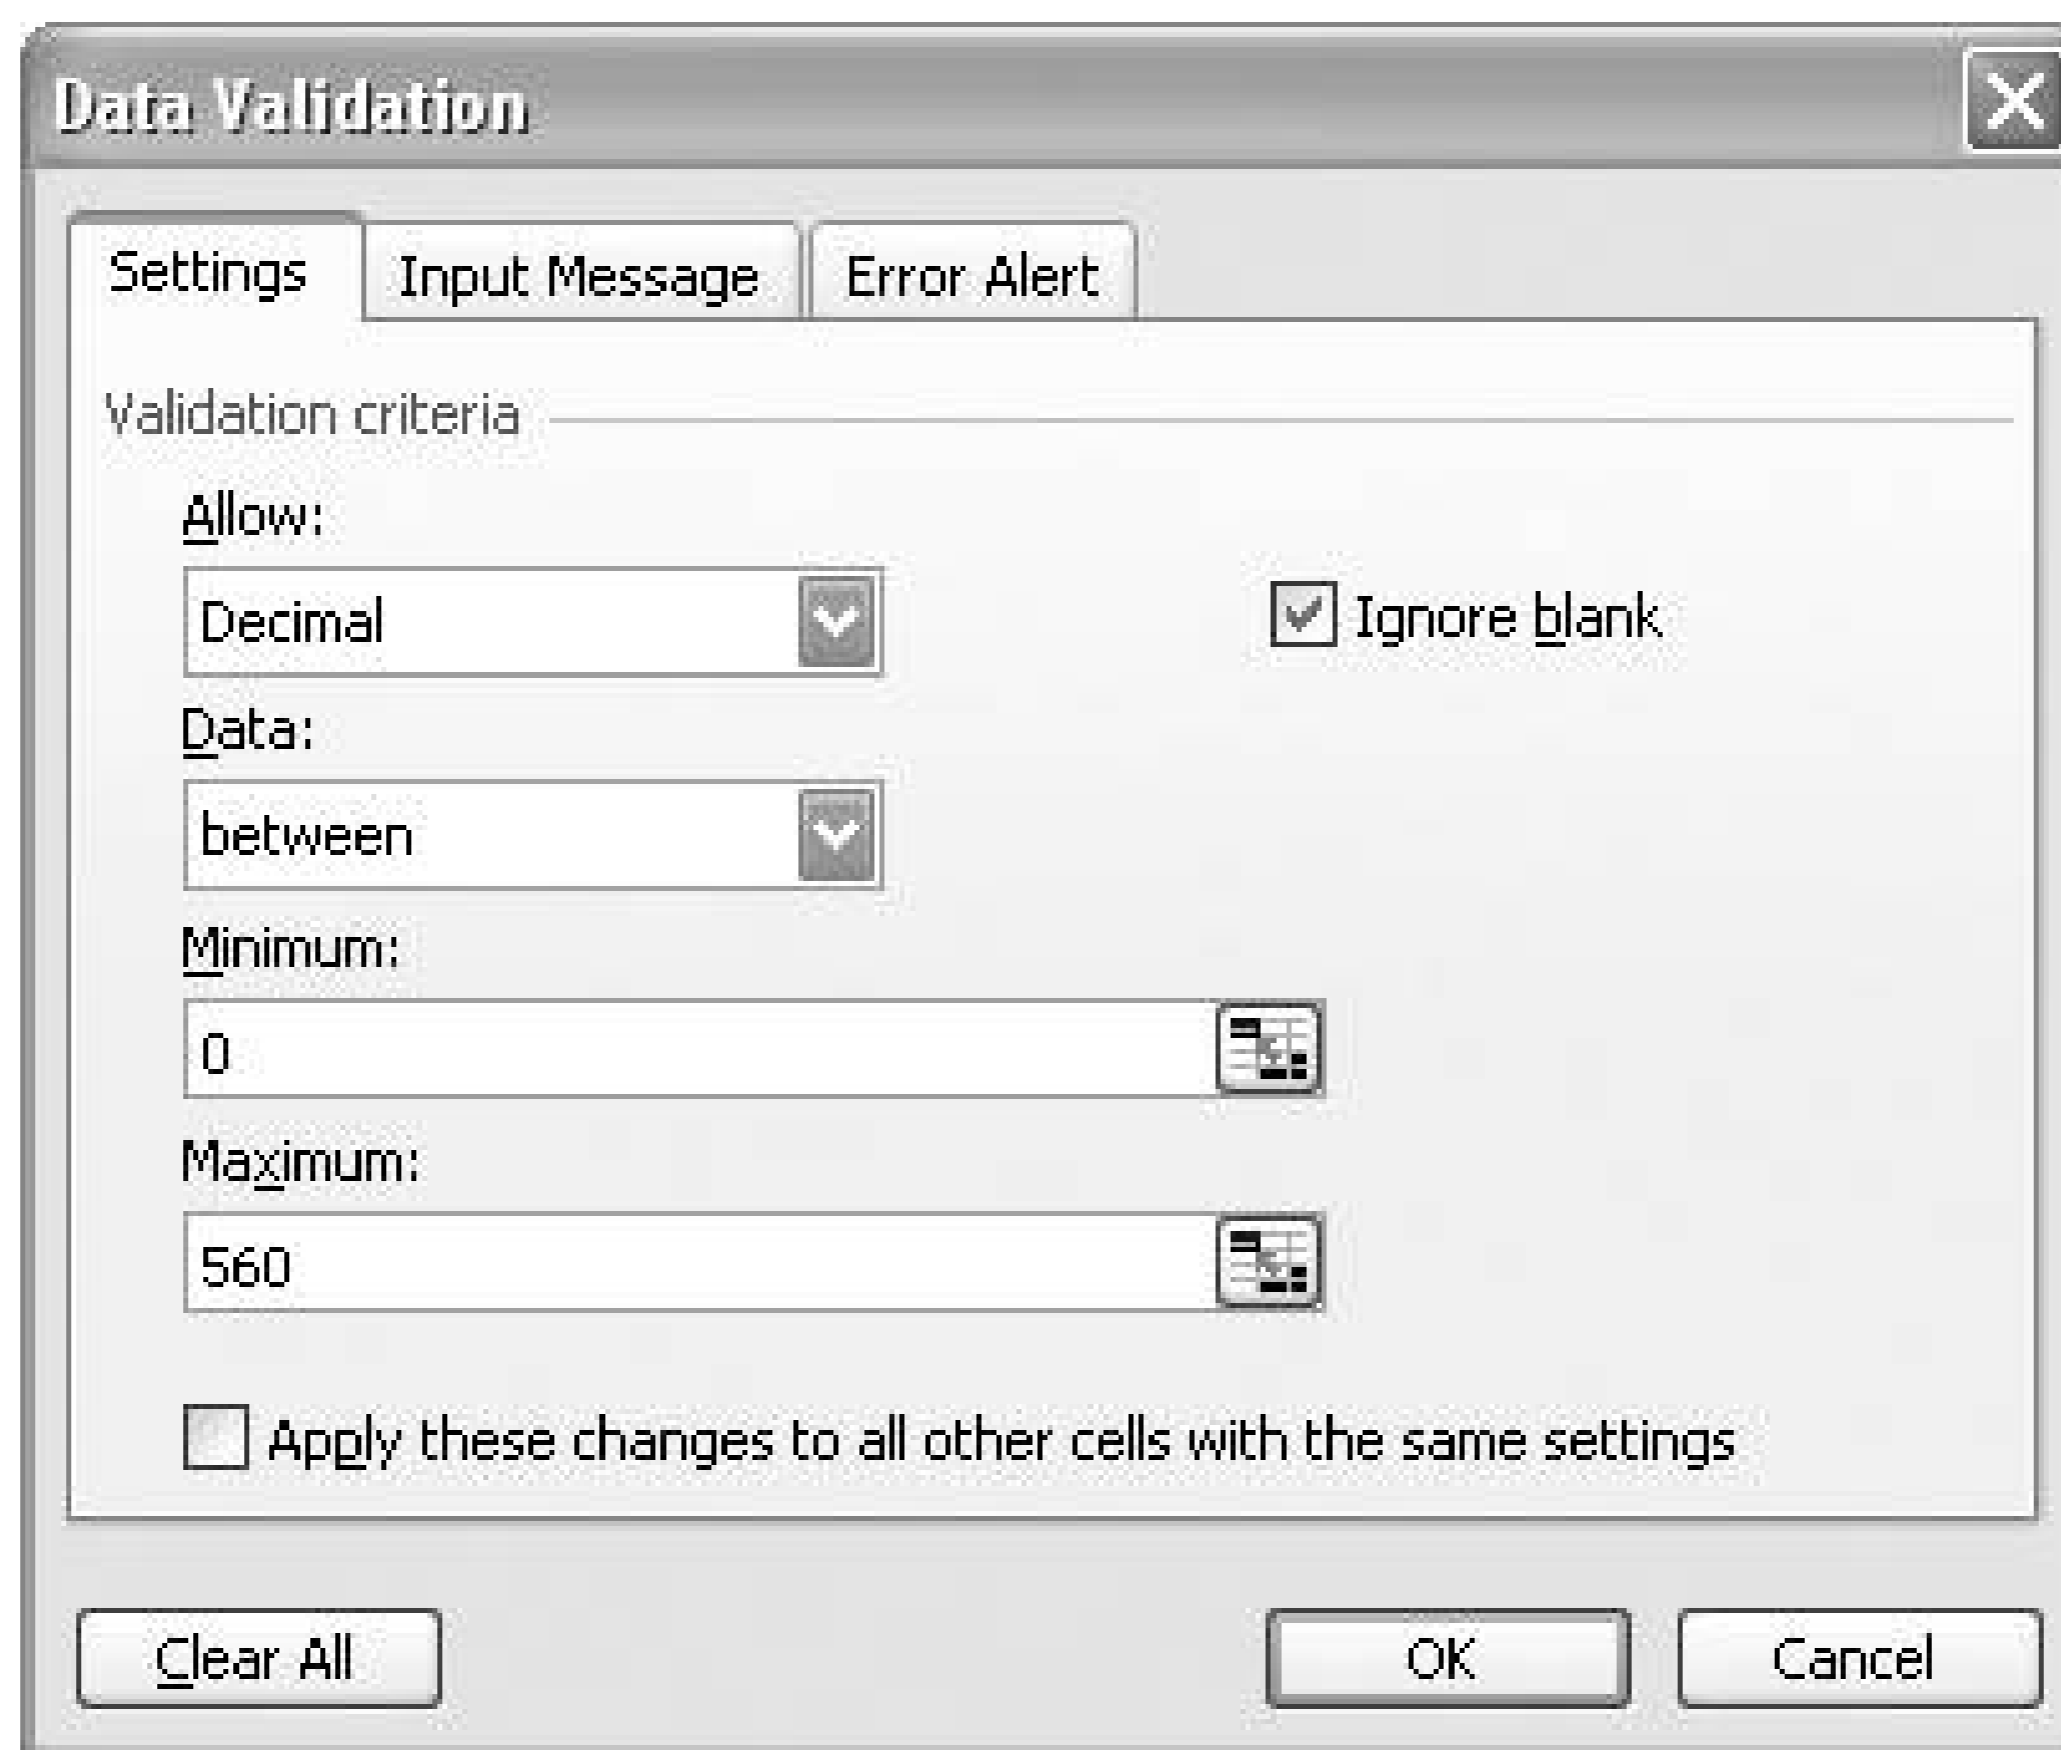 Data Validation
Settings Input Message Error Alert
Validation criteria
Allow:
Decimal Ignore blank
Data:
between
Minimum:
0
Maximum:
560
Apply these changes to all other cells with the same settings
Clear All OK Cancel